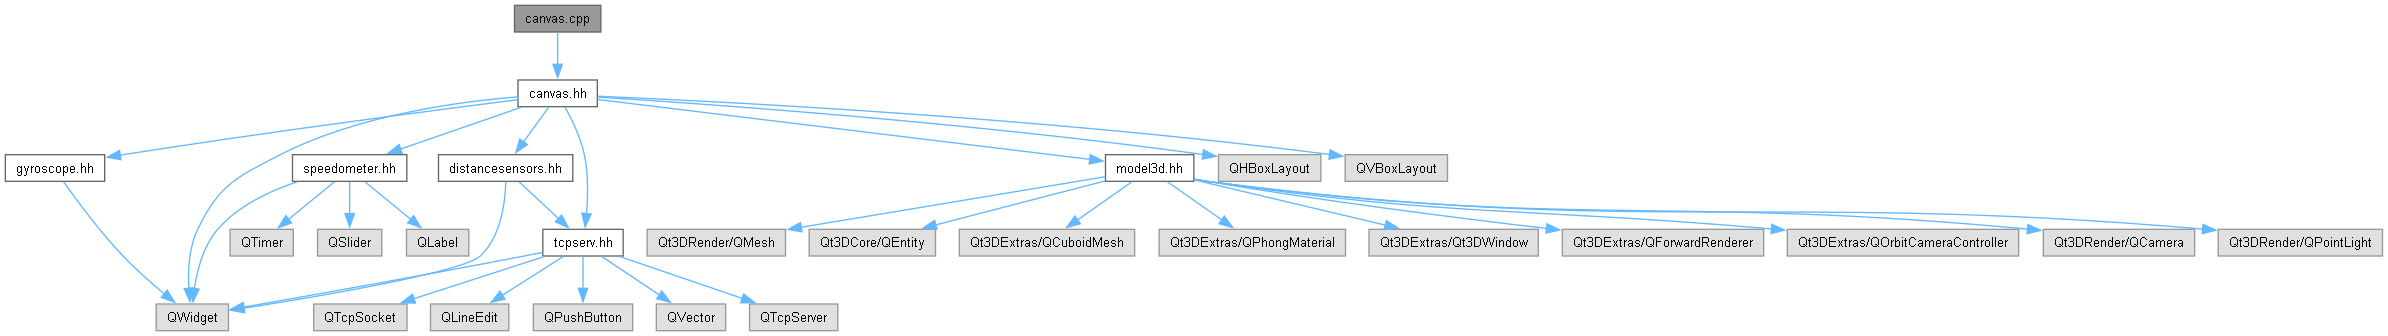 canvas.cpp
canvas.hh
gyroscope.hh
speedometer.hh
distancesensors.hh
model3d.hh
QHBoxLayout
QVBoxLayout
QTimer
QSlider
QLabel
tcpserv.hh
Qt3DRender/QMesh
Qt3DCore/QEntity
Qt3DExtras/QCuboidMesh
Qt3DExtras/QPhongMaterial
Qt3DExtras/Qt3DWindow
Qt3DExtras/QForwardRenderer
Qt3DExtras/QOrbitCameraController
Qt3DRender/QCamera
Qt3DRender/QPointLight
QWidget
QTcpSocket
QLineEdit
QPushButton
QVector
QTcpServer